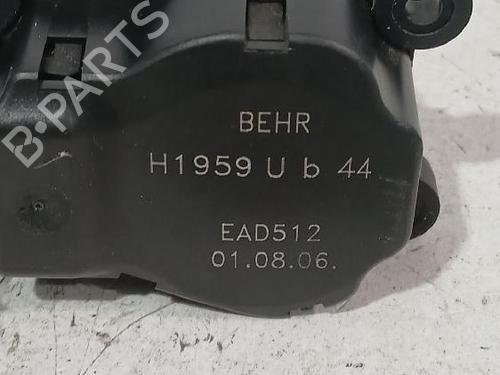 B-PARTS
BEHR
H1959 U b 44
EAD512
01.08.06.